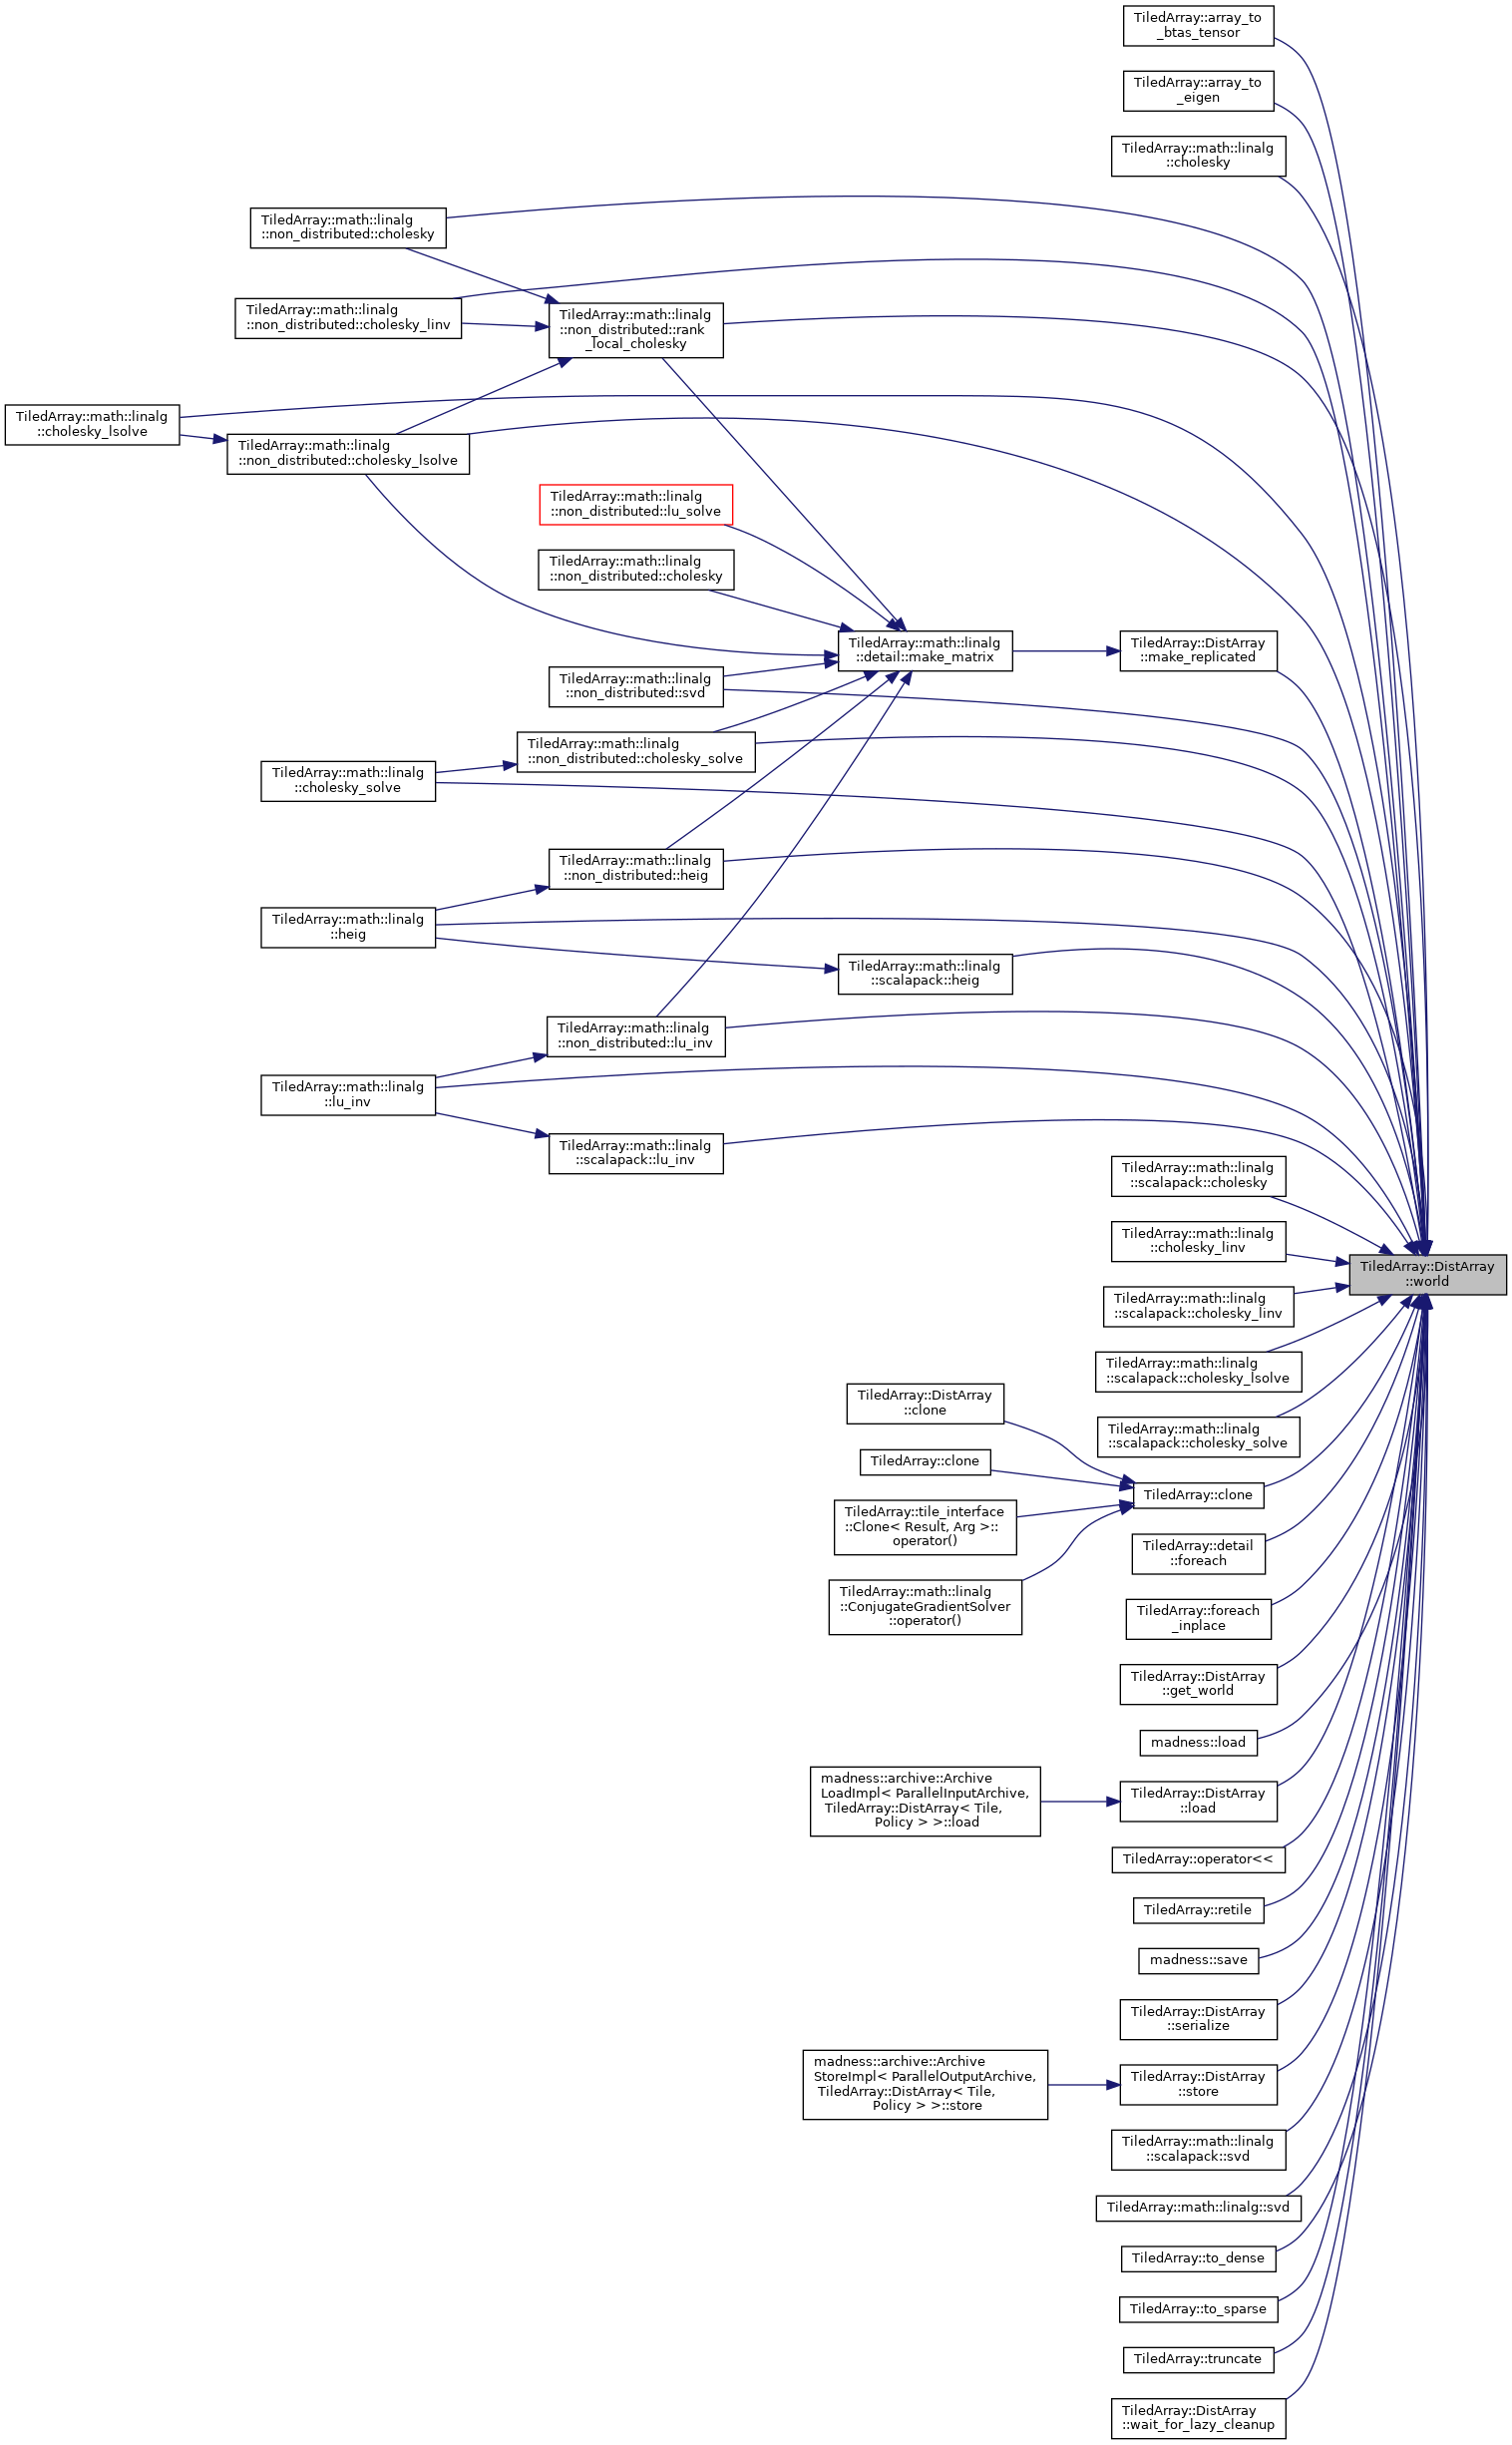 TiledArray::array_to
_btas_tensor
TiledArray::array_to
_eigen
TiledArray::math::linalg
::cholesky
TiledArray::math::linalg
::non_distributed::cholesky
TiledArray::math::linalg
::non_distributed::cholesky_linv
TiledArray::math::linalg
::non_distributed::rank
_local_cholesky
TiledArray::math::linalg
::cholesky_lsolve
TiledArray::math::linalg
::non_distributed::cholesky_lsolve
TiledArray::math::linalg
::non_distributed::lu_solve
TiledArray::math::linalg
::non_distributed::cholesky
TiledArray::math::linalg
::detail::make_matrix
TiledArray::DistArray
::make_replicated
TiledArray::math::linalg
::non_distributed::svd
TiledArray::math::linalg
::non_distributed::cholesky_solve
TiledArray::math::linalg
::cholesky_solve
TiledArray::math::linalg
::non_distributed::heig
TiledArray::math::linalg
::heig
TiledArray::math::linalg
::scalapack::heig
TiledArray::math::linalg
::non_distributed::lu_inv
TiledArray::math::linalg
::lu_inv
TiledArray::math::linalg
::scalapack::lu_inv
TiledArray::math::linalg
::scalapack::cholesky
TiledArray::math::linalg
::cholesky_linv
TiledArray::DistArray
::world
TiledArray::math::linalg
::scalapack::cholesky_linv
TiledArray::math::linalg
::scalapack::cholesky_lsolve
TiledArray::DistArray
::clone
TiledArray::math::linalg
::scalapack::cholesky_solve
TiledArray::clone
TiledArray::clone
TiledArray::tile_interface
::Clone< Result, Arg >::
operator()
TiledArray::detail
::foreach
TiledArray::math::linalg
::ConjugateGradientSolver
::operator()
TiledArray::foreach
_inplace
TiledArray::DistArray
::get_world
madness::load
madness::archive::Archive
LoadImpl< ParallelInputArchive,
TiledArray::DistArray< Tile,
Policy > >::load
TiledArray::DistArray
::load
TiledArray::operator<<
TiledArray::retile
madness::save
TiledArray::DistArray
::serialize
madness::archive::Archive
StoreImpl< ParallelOutputArchive,
TiledArray::DistArray< Tile,
Policy > >::store
TiledArray::DistArray
::store
TiledArray::math::linalg
::scalapack::svd
TiledArray::math::linalg::svd
TiledArray::to_dense
TiledArray::to_sparse
TiledArray::truncate
TiledArray::DistArray
::wait_for_lazy_cleanup